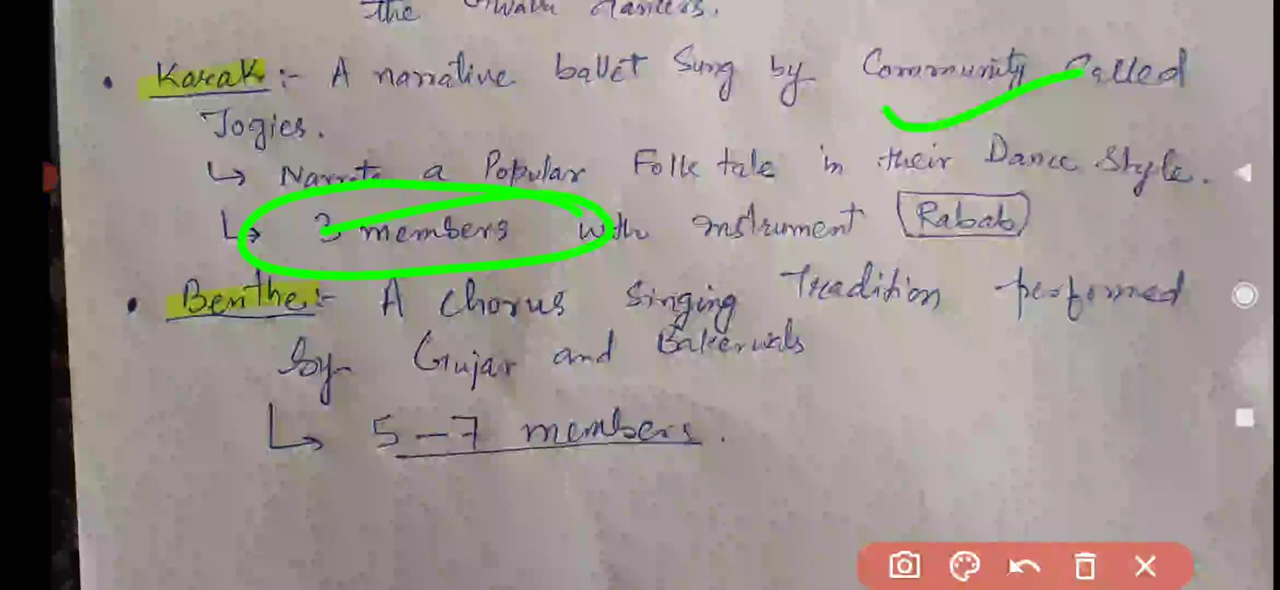 the
• Karak :- A narrative ballet Sung by Community Called
Jogies.
↳ Narrate a Popular Folk tale in their Dance Style.
↳ 3 members with instrument Rabab
• Benthe :- A Chorus Singing Tradition performed
by Gujar and Bakerwals
↳ 5-7 members.